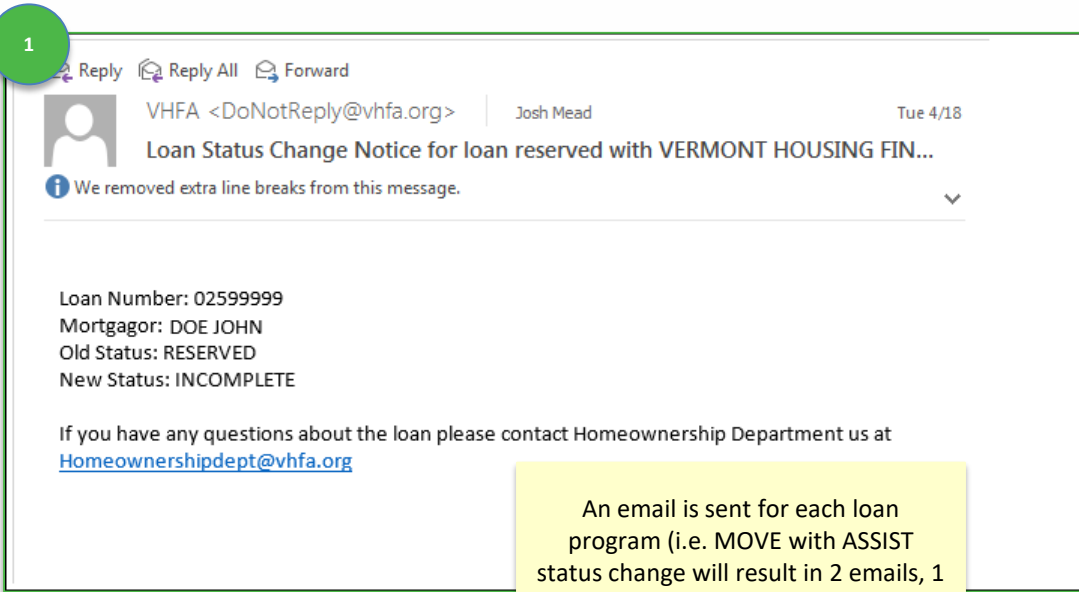 1
Reply Reply All Forward
VHFA <DoNotReply@vhfa.org> Josh Mead Tue 4/18
Loan Status Change Notice for loan reserved with VERMONT HOUSING FIN...
We removed extra line breaks from this message.
Loan Number: 02599999
Mortgagor: DOE JOHN
Old Status: RESERVED
New Status: INCOMPLETE
If you have any questions about the loan please contact Homeownership Department us at
Homeownershipdept@vhfa.org
An email is sent for each loan
program (i.e. MOVE with ASSIST
status change will result in 2 emails, 1